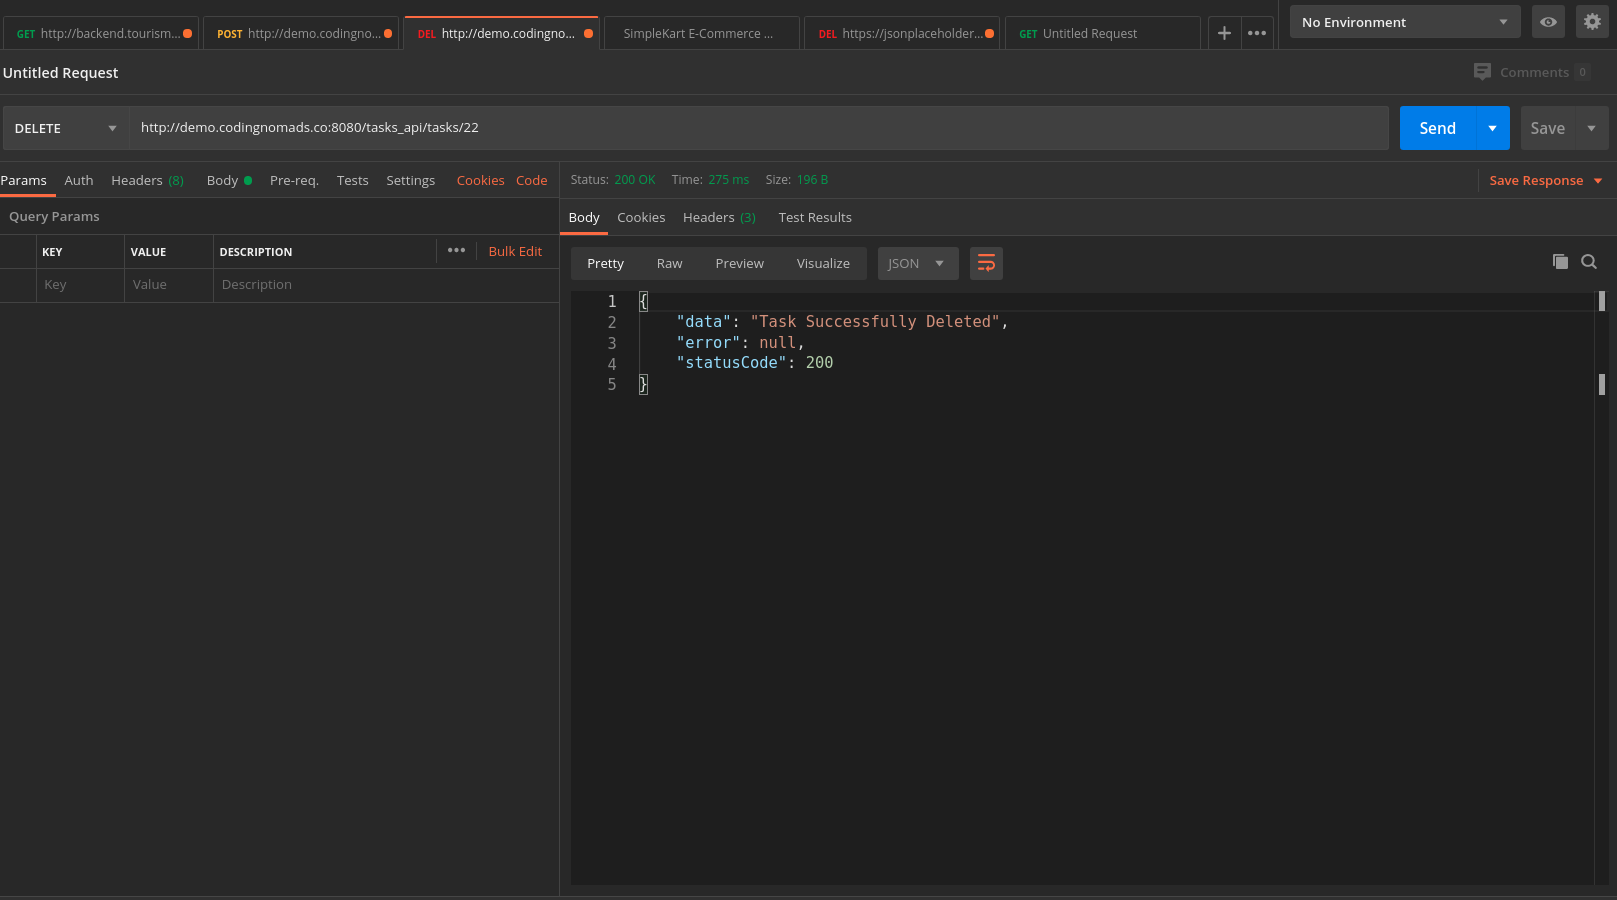 GET http://backend.tourism... POST http://demo.codingno... DEL http://demo.codingno... SimpleKart E-Commerce ... DEL https://jsonplaceholder... GET Untitled Request + ••• No Environment
Untitled Request Comments 0
DELETE http://demo.codingnomads.co:8080/tasks_api/tasks/22 Send Save
Params Auth Headers (8) Body Pre-req. Tests Settings Cookies Code
Status: 200 OK Time: 275 ms Size: 196 B Save Response
Query Params
Body Cookies Headers (3) Test Results
KEY VALUE DESCRIPTION ••• Bulk Edit
Key Value Description
Pretty Raw Preview Visualize JSON
1 {
2 "data": "Task Successfully Deleted",
3 "error": null,
4 "statusCode": 200
5 }